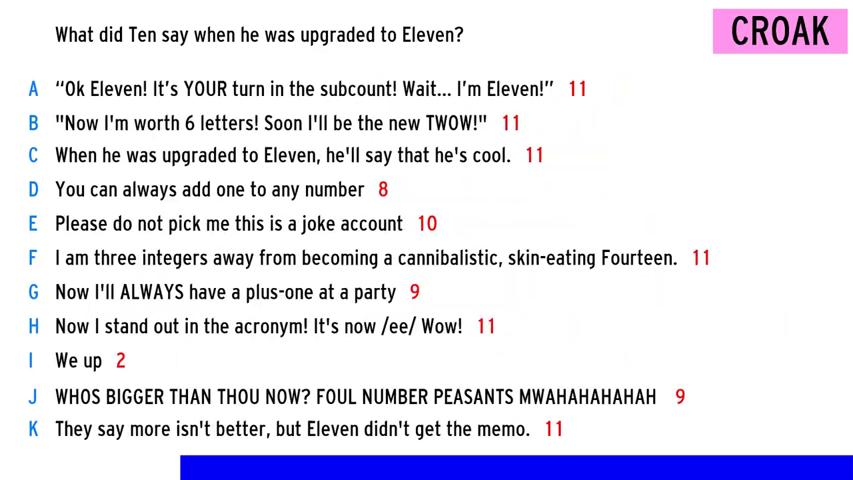 What did Ten say when he was upgraded to Eleven?
CROAK
A “Ok Eleven! It’s YOUR turn in the subcount! Wait... I’m Eleven!” 11
B "Now I'm worth 6 letters! Soon I'll be the new TWOW!" 11
C When he was upgraded to Eleven, he'll say that he's cool. 11
D You can always add one to any number 8
E Please do not pick me this is a joke account 10
F I am three integers away from becoming a cannibalistic, skin-eating Fourteen. 11
G Now I'll ALWAYS have a plus-one at a party 9
H Now I stand out in the acronym! It's now /ee/ Wow! 11
I We up 2
J WHOS BIGGER THAN THOU NOW? FOUL NUMBER PEASANTS MWAHAHAHAHAH 9
K They say more isn't better, but Eleven didn't get the memo. 11